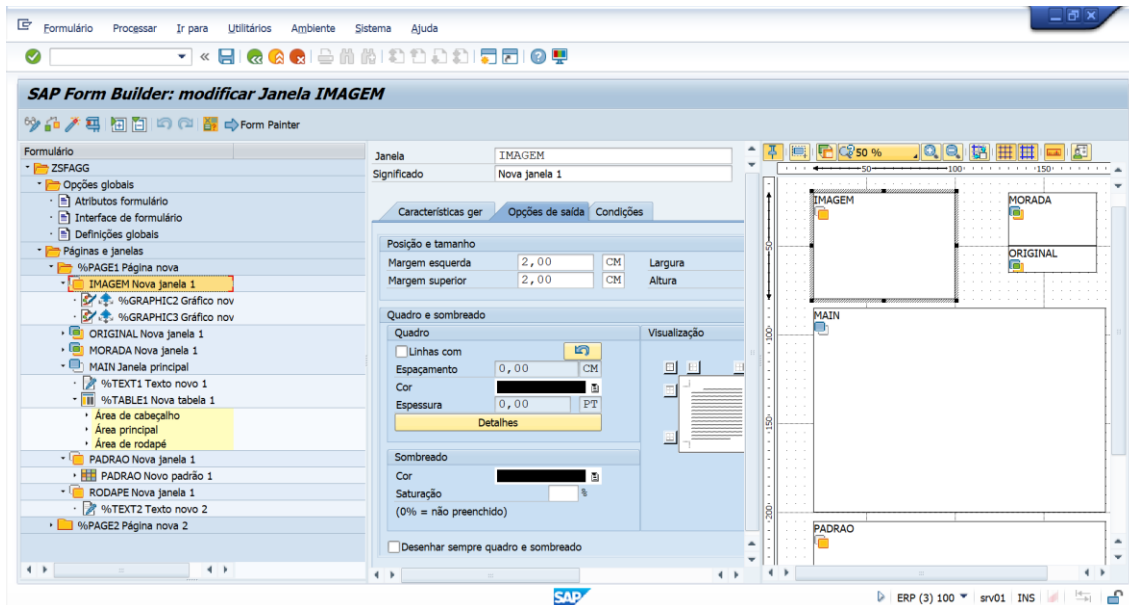 Formulário Processar Ir para Utilitários Ambiente Sistema Ajuda
SAP Form Builder: modificar Janela IMAGEM
Form Painter
Formulário
ZSFAGG
Opções globais
Atributos formulário
Interface de formulário
Definições globais
Páginas e janelas
%PAGE1 Página nova
IMAGEM Nova janela 1
%GRAPHIC2 Gráfico nov
%GRAPHIC3 Gráfico nov
ORIGINAL Nova janela 1
MORADA Nova janela 1
MAIN Janela principal
%TEXT1 Texto novo 1
%TABLE1 Nova tabela 1
Área de cabeçalho
Área principal
Área de rodapé
PADRAO Nova janela 1
PADRAO Novo padrão 1
RODAPE Nova janela 1
%TEXT2 Texto novo 2
%PAGE2 Página nova 2
Janela IMAGEM
Significado Nova janela 1
Características ger Opções de saída Condições
Posição e tamanho
Margem esquerda 2,00 CM Largura
Margem superior 2,00 CM Altura
Quadro e sombreado
Quadro Visualização
Linhas com
Espaçamento 0,00 CM
Cor
Espessura 0,00 PT
Detalhes
Sombreado
Cor
Saturação %
(0% = não preenchido)
Desenhar sempre quadro e sombreado
50 %
50 100 150
IMAGEM MORADA
50
ORIGINAL
MAIN
100
150
200
PADRAO
SAP
ERP (3) 100 srv01 INS